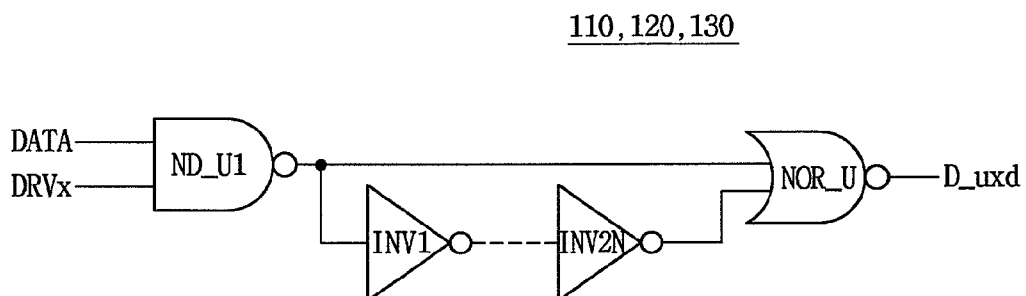 110,120,130
DATA
DRVx
ND_U1
INV1
INV2N
NOR_U
D_uxd